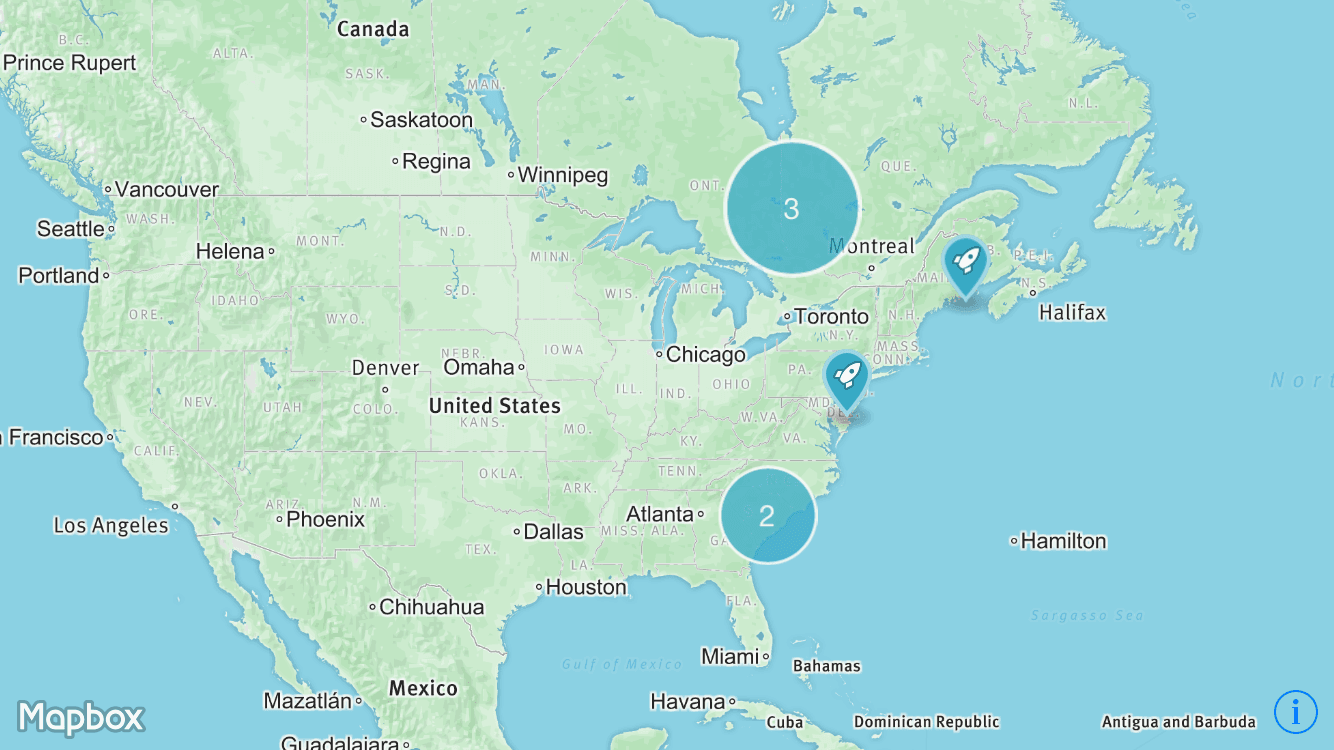 Canada
B.C.
ALTA.
Prince Rupert
SASK.
MAN.
N.L.
Saskatoon
Regina
Winnipeg
ONT.
QUE.
Vancouver
WASH.
Seattle
3
Helena
MONT.
N.D.
MINN.
Montreal
B.
P.E.I.
Portland
MAIN
N.S.
IDAHO
S.D.
WIS.
MICH.
ORE.
WYO.
Toronto
N.H.
Halifax
N.Y.
MASS.
CONN.
NEBR.
IOWA
Chicago
Denver
Omaha
PA.
OHIO
NEV.
UTAH
COLO.
United States
ILL.
IND.
MD.
DEL.
Nort
KANS.
MO.
W.VA.
n Francisco
CALIF.
KY.
VA.
OKLA.
TENN.
ARK.
ARIZ.
N.M.
Los Angeles
Phoenix
Atlanta
2
Dallas
MISS.
ALA.
GA
TEX.
Hamilton
LA.
Houston
Chihuahua
FLA.
Sargasso Sea
Gulf of Mexico
Miami
Bahamas
Mexico
Mazatlán
Havana
Mapbox
Cuba
Dominican Republic
Antigua and Barbuda
i
Guadalajara